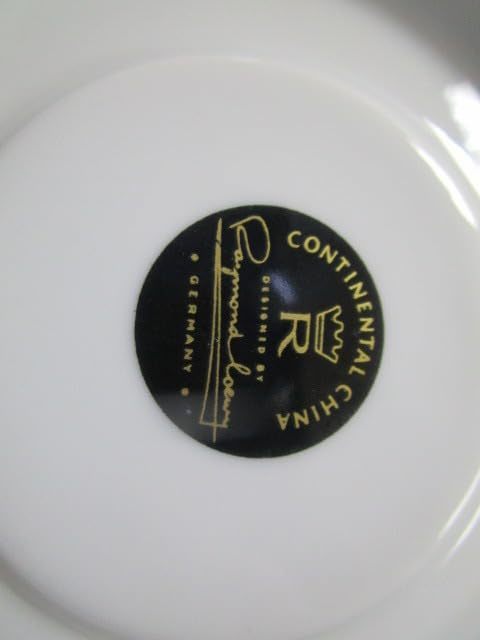 CONTINENTAL CHINA
R
DESIGNED BY
Raymond Loewy
GERMANY